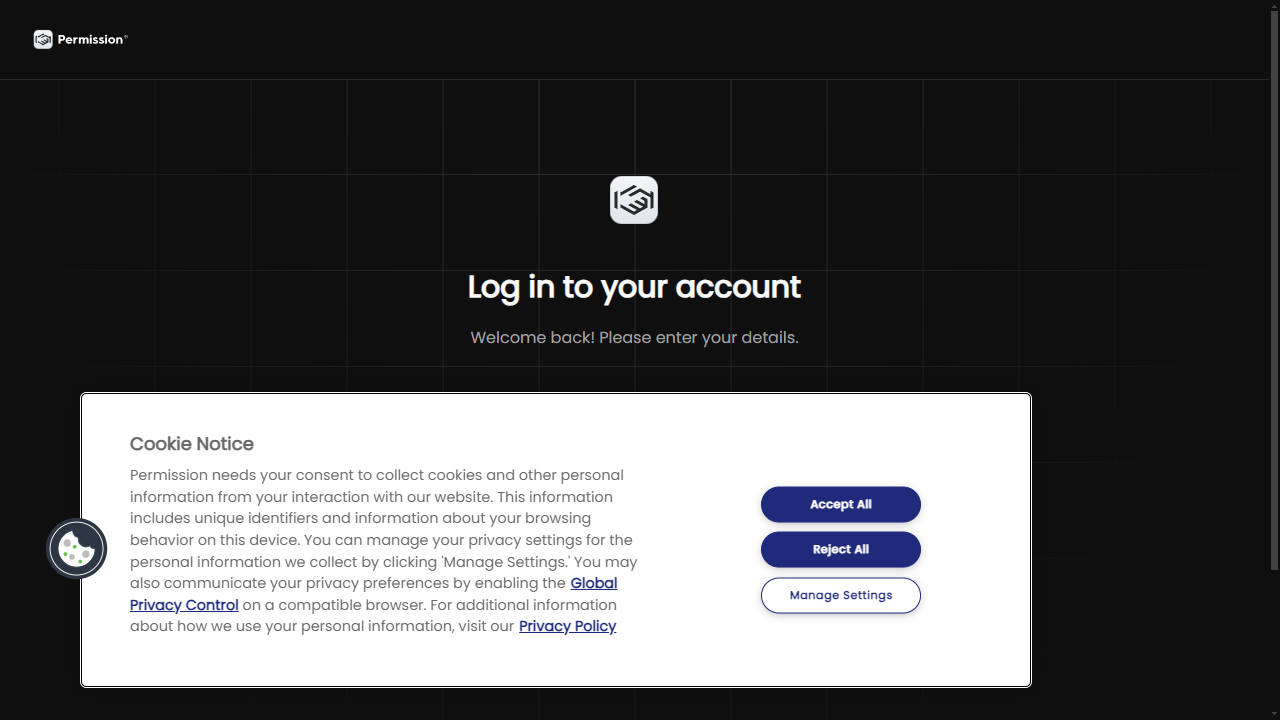 Permission®
Log in to your account
Welcome back! Please enter your details.
Cookie Notice
Permission needs your consent to collect cookies and other personal
information from your interaction with our website. This information
includes unique identifiers and information about your browsing
behavior on this device. You can manage your privacy settings for the
personal information we collect by clicking 'Manage Settings.' You may
also communicate your privacy preferences by enabling the Global
Privacy Control on a compatible browser. For additional information
about how we use your personal information, visit our Privacy Policy
Accept All
Reject All
Manage Settings